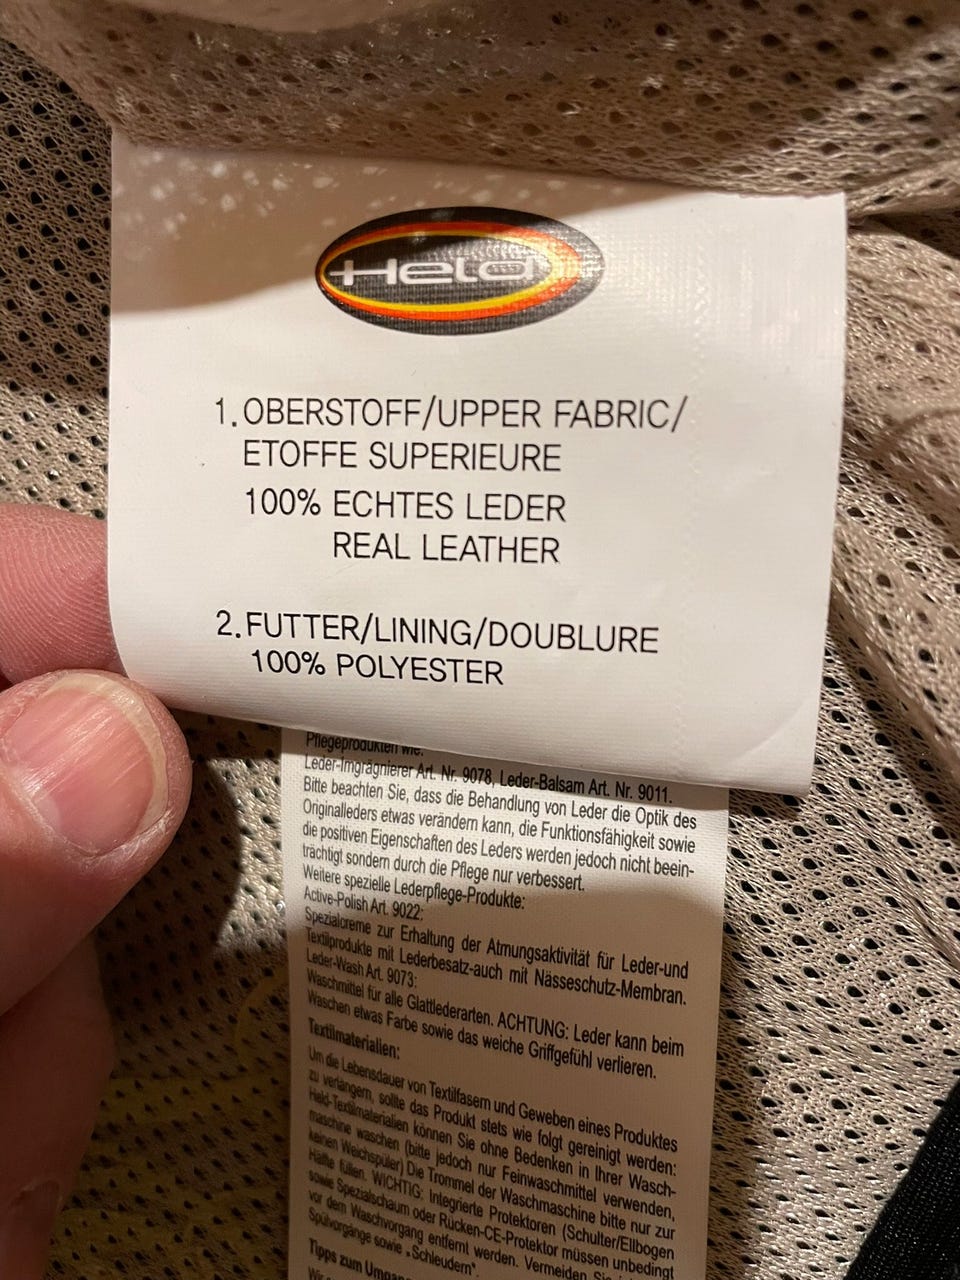 Held
1. OBERSTOFF/UPPER FABRIC/
ETOFFE SUPERIEURE
100% ECHTES LEDER
REAL LEATHER
2. FUTTER/LINING/DOUBLURE
100% POLYESTER
Pflegeprodukten wie:
Leder-Imgrägnierer Art. Nr. 9078, Leder-Balsam Art. Nr. 9011.
Bitte beachten Sie, dass die Behandlung von Leder die Optik des
Originalleders etwas verändern kann, die Funktionsfähigkeit sowie
die positiven Eigenschaften des Leders werden jedoch nicht beein-
trächtigt sondern durch die Pflege nur verbessert.
Weitere spezielle Lederpflege-Produkte:
Active-Polish Art. 9022:
Spezialcreme zur Erhaltung der Atmungsaktivität für Leder-und
Textilprodukte mit Lederbesatz-auch mit Nässeschutz-Membran.
Leder-Wash Art. 9073:
Waschmittel für alle Glattlederarten. ACHTUNG: Leder kann beim
Waschen etwas Farbe sowie das weiche Griffgefühl verlieren.
Textilmaterialien:
Um die Lebensdauer von Textilfasern und Geweben eines Produktes
zu verlängern, sollte das Produkt stets wie folgt gereinigt werden:
Held-Textilmaterialien können Sie ohne Bedenken in Ihrer Wasch-
maschine waschen (bitte jedoch nur Feinwaschmittel verwenden,
keinen Weichspüler) Die Trommel der Waschmaschine bitte nur zur
Hälfte füllen. WICHTIG: Integrierte Protektoren (Schulter/Ellbogen
sowie Spezialschaum oder Rücken-CE-Protektor müssen unbedingt
vor dem Waschvorgang entfernt werden. Vermeiden Sie
Spülvorgänge sowie „Schleudern".
Tipps zum